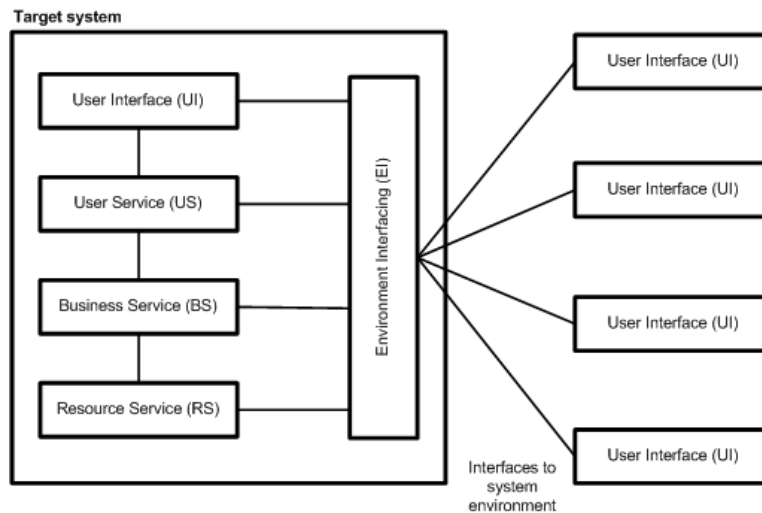 Target system
User Interface (UI)
User Service (US)
Business Service (BS)
Resource Service (RS)
Environment Interfacing (EI)
User Interface (UI)
User Interface (UI)
User Interface (UI)
User Interface (UI)
Interfaces to
system
environment